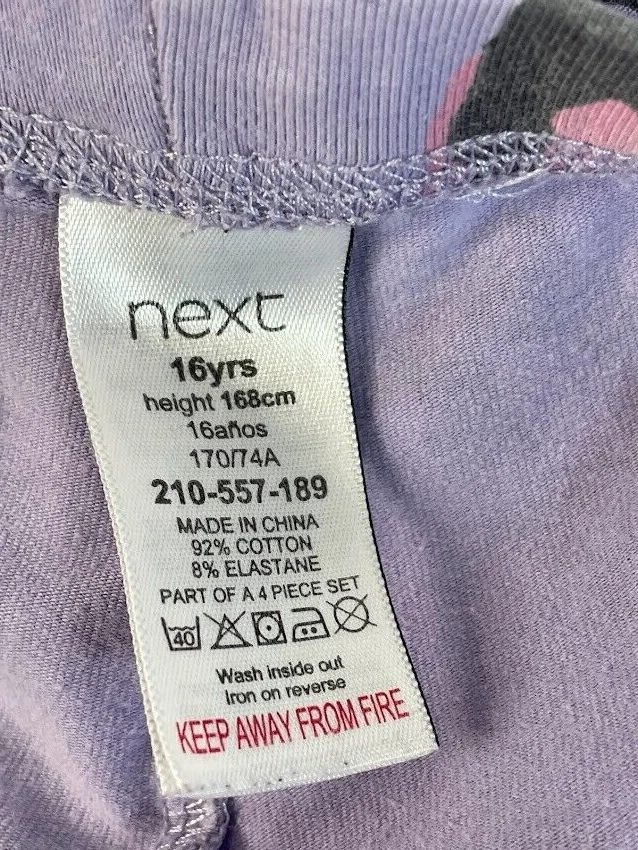 next
16yrs
height 168cm
16años
170/74A
210-557-189
MADE IN CHINA
92% COTTON
8% ELASTANE
PART OF A 4 PIECE SET
40
Wash inside out
Iron on reverse
KEEP AWAY FROM FIRE